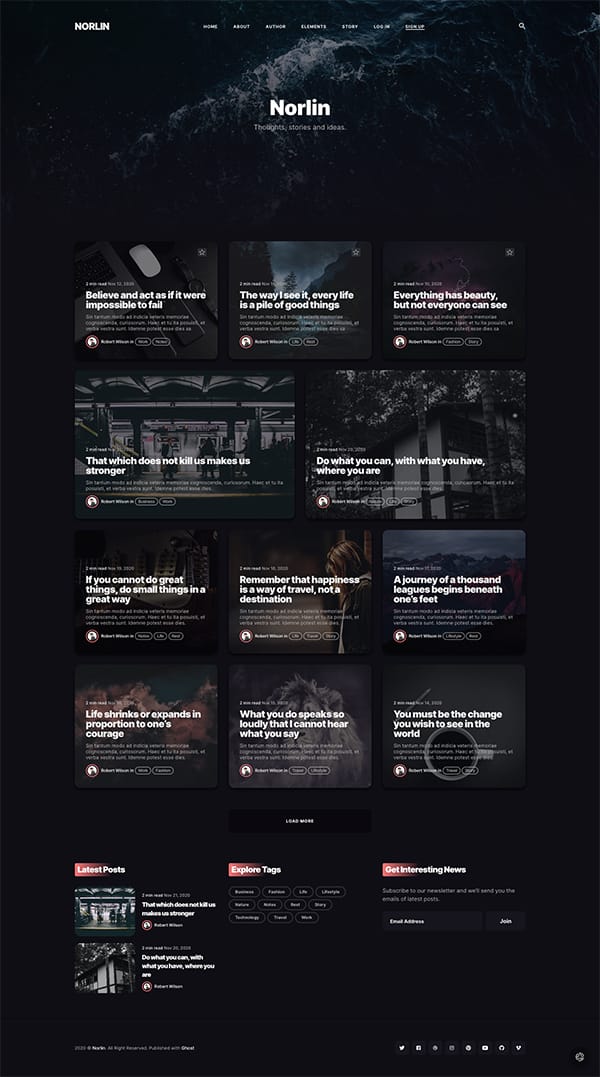 NORLIN
HOME ABOUT AUTHOR ELEMENTS STORY LOG IN SIGN UP
Norlin
Thoughts, stories and ideas.
2 min read Nov 12, 2020
Believe and act as if it were
impossible to fail
Sin tantum modo ad indicia veteris memoriae
cognoscenda, curiosorum. Haec et tu ita posuisti, et
verba vestra sunt. Idemne potest esse dies sa
Robert Wilson in Work Notes
2 min read Nov
The way I see it, every life
is a pile of good things
Sin tantum modo ad indicia veteris memoriae
cognoscenda, curiosorum. Haec et tu ita posuisti, et
verba vestra sunt. Idemne potest esse dies sa
Robert Wilson in Life Rest
2 min read Nov 10, 2020
Everything has beauty,
but not everyone can see
Sin tantum modo ad indicia veteris memoriae
cognoscenda, curiosorum. Haec et tu ita posuisti, et
verba vestra sunt. Idemne potest esse dies sa
Robert Wilson in Fashion Story
2 min read Nov 2020
That which does not kill us makes us
stronger
Sin tantum modo ad indicia veteris memoriae cognoscenda, curiosorum. Haec et tu ita
posuisti, et verba vestra sunt. Idemne potest esse dies.
Robert Wilson in Business Work
2 min read Nov 20, 2020
Do what you can, with what you have,
where you are
Sin tantum modo ad indicia veteris memoriae cognoscenda, curiosorum. Haec et tu ita
posuisti, et verba vestra sunt. Idemne potest esse dies.
Robert Wilson in Nature Life Story
2 min read Nov 19, 2020
If you cannot do great
things, do small things in a
great way
Sin tantum modo ad indicia veteris memoriae
cognoscenda, curiosorum. Haec et tu ita posuisti, et
verba vestra sunt. Idemne potest esse dies.
Robert Wilson in Notes Life Rest
2 min read Nov 18, 2020
Remember that happiness
is a way of travel, not a
destination
Sin tantum modo ad indicia veteris memoriae
cognoscenda, curiosorum. Haec et tu ita posuisti, et
verba vestra sunt. Idemne potest esse dies.
Robert Wilson in Life Travel Story
2 min read Nov 17, 2020
A journey of a thousand
leagues begins beneath
one's feet
Sin tantum modo ad indicia veteris memoriae
cognoscenda, curiosorum. Haec et tu ita posuisti, et
verba vestra sunt. Idemne potest esse dies.
Robert Wilson in Lifestyle Rest
2 min read Nov 2020
Life shrinks or expands in
proportion to one's
courage
Sin tantum modo ad indicia veteris memoriae
cognoscenda, curiosorum. Haec et tu ita posuisti, et
verba vestra sunt. Idemne potest esse dies.
Robert Wilson in Work Fashion
2 min read Nov 15, 2020
What you do speaks so
loudly that I cannot hear
what you say
Sin tantum modo ad indicia veteris memoriae
cognoscenda, curiosorum. Haec et tu ita posuisti, et
verba vestra sunt. Idemne potest esse dies.
Robert Wilson in Travel Lifestyle
2 min read Nov 14, 2020
You must be the change
you wish to see in the
world
Sin tantum modo ad indicia veteris memoriae
cognoscenda, curiosorum. Haec et tu ita posuisti, et
verba vestra sunt. Idemne potest esse dies.
Robert Wilson in Travel Story
LOAD MORE
Latest Posts
2 min read Nov 21, 2020
That which does not kill us
makes us stronger
Robert Wilson
2 min read Nov 20, 2020
Do what you can, with
what you have, where you
are
Robert Wilson
Explore Tags
Business Fashion Life Lifestyle
Nature Notes Rest Story
Technology Travel Work
Get Interesting News
Subscribe to our newsletter and we'll send you the
emails of latest posts.
Email Address Join
2020 © Norlin. All Right Reserved. Published with Ghost